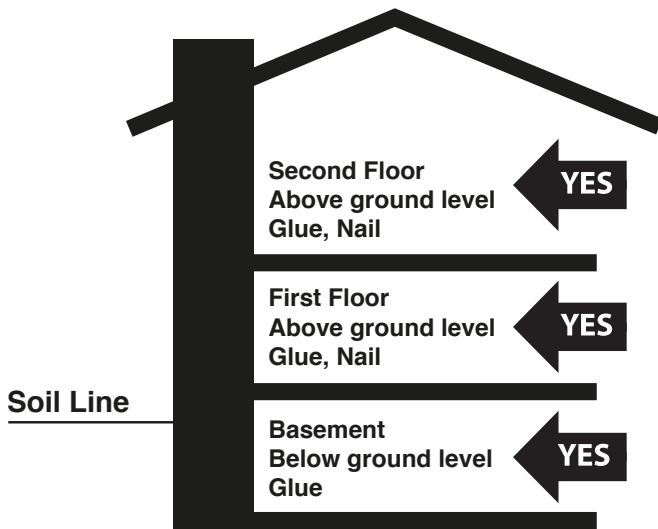 Second Floor
Above ground level
Glue, Nail
YES
First Floor
Above ground level
Glue, Nail
YES
Soil Line
Basement
Below ground level
Glue
YES